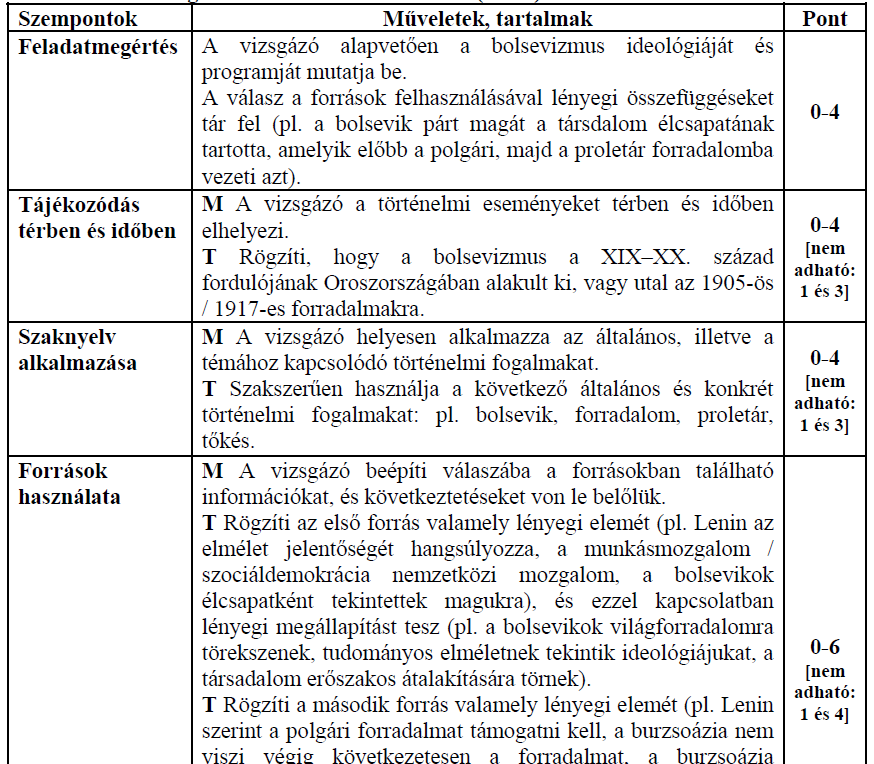 Szempontok Műveletek, tartalmak Pont
Feladatmegértés A vizsgázó alapvetően a bolsevizmus ideológiáját és
programját mutatja be.
A válasz a források felhasználásával lényegi összefüggéseket
tár fel (pl. a bolsevik párt magát a társdalom élcsapatának
tartotta, amelyik előbb a polgári, majd a proletár forradalomba
vezeti azt).
0-4
Tájékozódás
térben és időben
M A vizsgázó a történelmi eseményeket térben és időben
elhelyezi.
T Rögzíti, hogy a bolsevizmus a XIX–XX. század
fordulójának Oroszországában alakult ki, vagy utal az 1905-ös
/ 1917-es forradalmakra.
0-4
[nem
adható:
1 és 3]
Szaknyelv
alkalmazása
M A vizsgázó helyesen alkalmazza az általános, illetve a
témához kapcsolódó történelmi fogalmakat.
T Szakszerűen használja a következő általános és konkrét
történelmi fogalmakat: pl. bolsevik, forradalom, proletár,
tőkés.
0-4
[nem
adható:
1 és 3]
Források
használata
M A vizsgázó beépíti válaszába a forrásokban található
információkat, és következtetéseket von le belőlük.
T Rögzíti az első forrás valamely lényegi elemét (pl. Lenin az
elmélet jelentőségét hangsúlyozza, a munkásmozgalom /
szociáldemokrácia nemzetközi mozgalom, a bolsevikok
élcsapatként tekintettek magukra), és ezzel kapcsolatban
lényegi megállapítást tesz (pl. a bolsevikok világforradalomra
törekszenek, tudományos elméletnek tekintik ideológiájukat, a
társadalom erőszakos átalakítására törnek).
T Rögzíti a második forrás valamely lényegi elemét (pl. Lenin
szerint a polgári forradalmat támogatni kell, a burzsoázia nem
viszi végig következetesen a forradalmat, a burzsoázia
0-6
[nem
adható:
1 és 4]